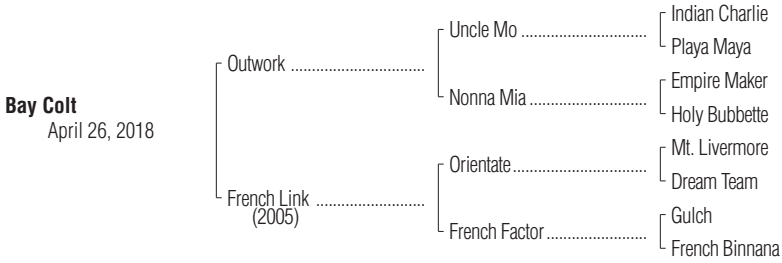 Bay Colt
April 26, 2018
Outwork ................................
French Link ..........................
(2005)
Uncle Mo ..............................
Nonna Mia ............................
Orientate................................
French Factor ........................
Indian Charlie
Playa Maya
Empire Maker
Holy Bubbette
Mt. Livermore
Dream Team
Gulch
French Binnana